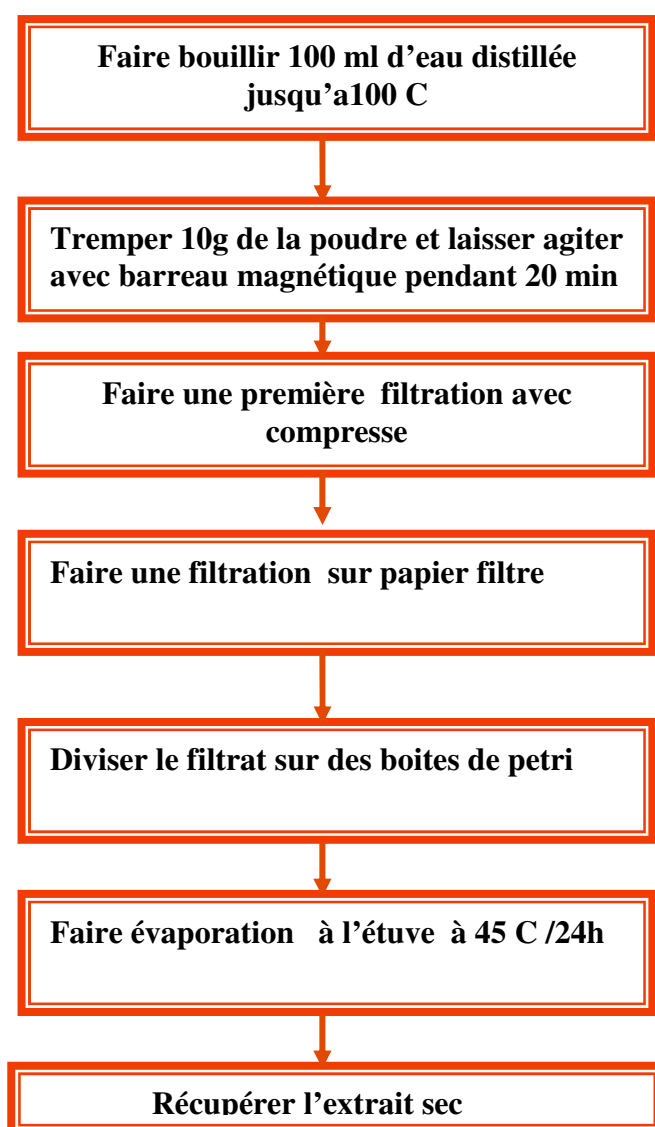 Faire bouillir 100 ml d’eau distillée
jusqu’a100 C
Tremper 10g de la poudre et laisser agiter
avec barreau magnétique pendant 20 min
Faire une première filtration avec
compresse
Faire une filtration sur papier filtre
Diviser le filtrat sur des boites de petri
Faire évaporation à l’étuve à 45 C /24h
Récupérer l’extrait sec